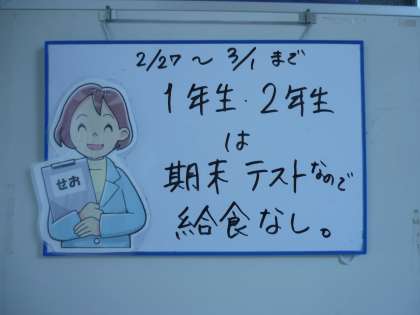 2/27～3/1まで
1年生・2年生
は
期末テストなので
給食なし。
せお